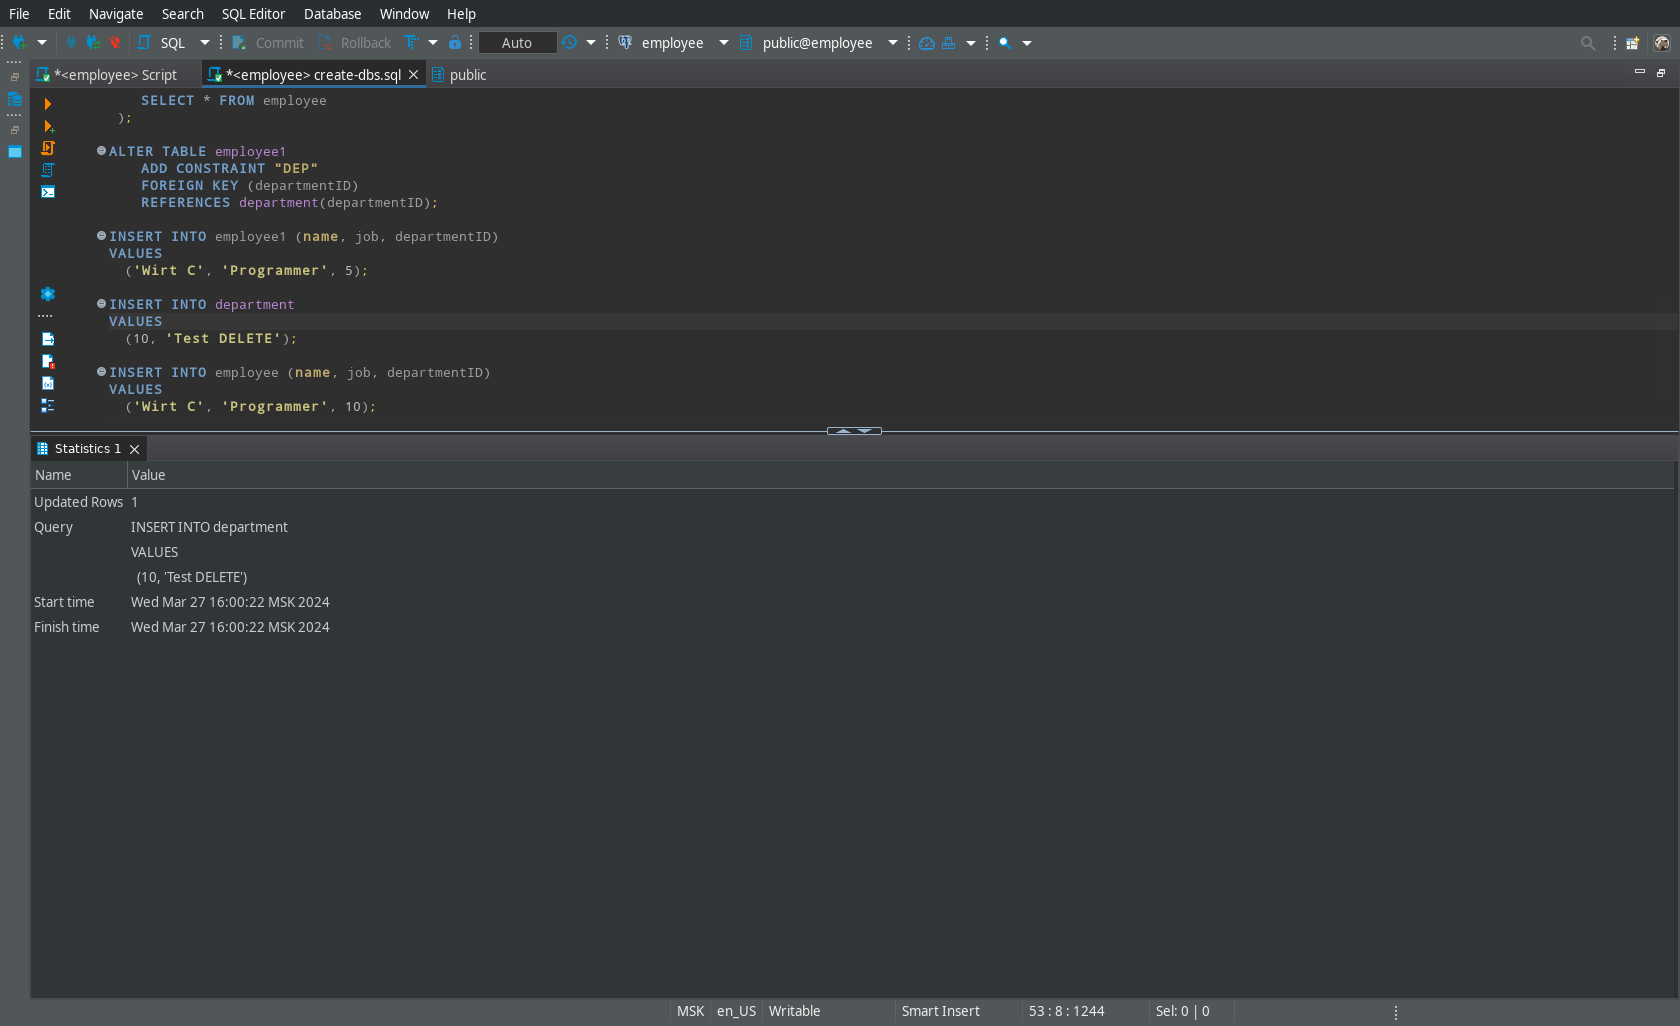 File Edit Navigate Search SQL Editor Database Window Help
SQL Commit Rollback Auto employee public@employee
*<employee> Script *<employee> create-dbs.sql public
SELECT * FROM employee
);
ALTER TABLE employee1
ADD CONSTRAINT "DEP"
FOREIGN KEY (departmentID)
REFERENCES department(departmentID);
INSERT INTO employee1 (name, job, departmentID)
VALUES
('Wirt C', 'Programmer', 5);
INSERT INTO department
VALUES
(10, 'Test DELETE');
INSERT INTO employee (name, job, departmentID)
VALUES
('Wirt C', 'Programmer', 10);
Statistics 1
Name Value
Updated Rows 1
Query INSERT INTO department
VALUES
(10, 'Test DELETE')
Start time Wed Mar 27 16:00:22 MSK 2024
Finish time Wed Mar 27 16:00:22 MSK 2024
MSK en_US Writable Smart Insert 53 : 8 : 1244 Sel: 0 | 0